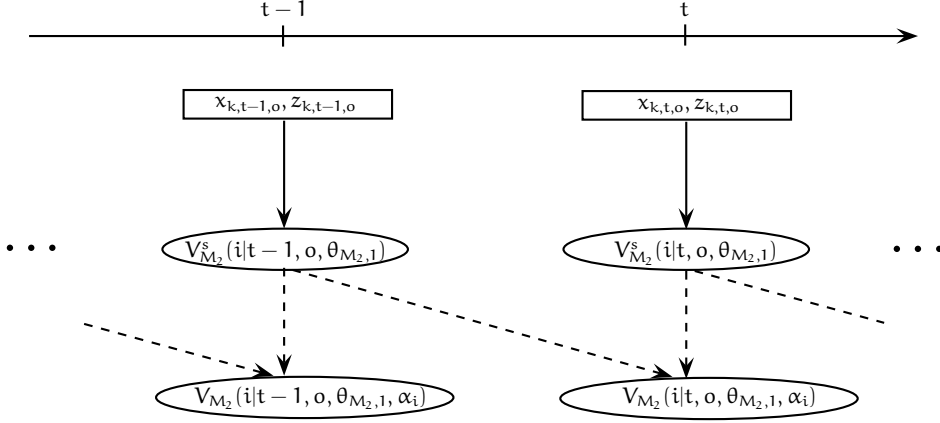 t − 1 t
x_{k,t−1,o}, z_{k,t−1,o} x_{k,t,o}, z_{k,t,o}
... V^s_{M_2}(i|t − 1, o, θ_{M_2,1}) V^s_{M_2}(i|t, o, θ_{M_2,1}) ...
V_{M_2}(i|t − 1, o, θ_{M_2,1}, α_i) V_{M_2}(i|t, o, θ_{M_2,1}, α_i)